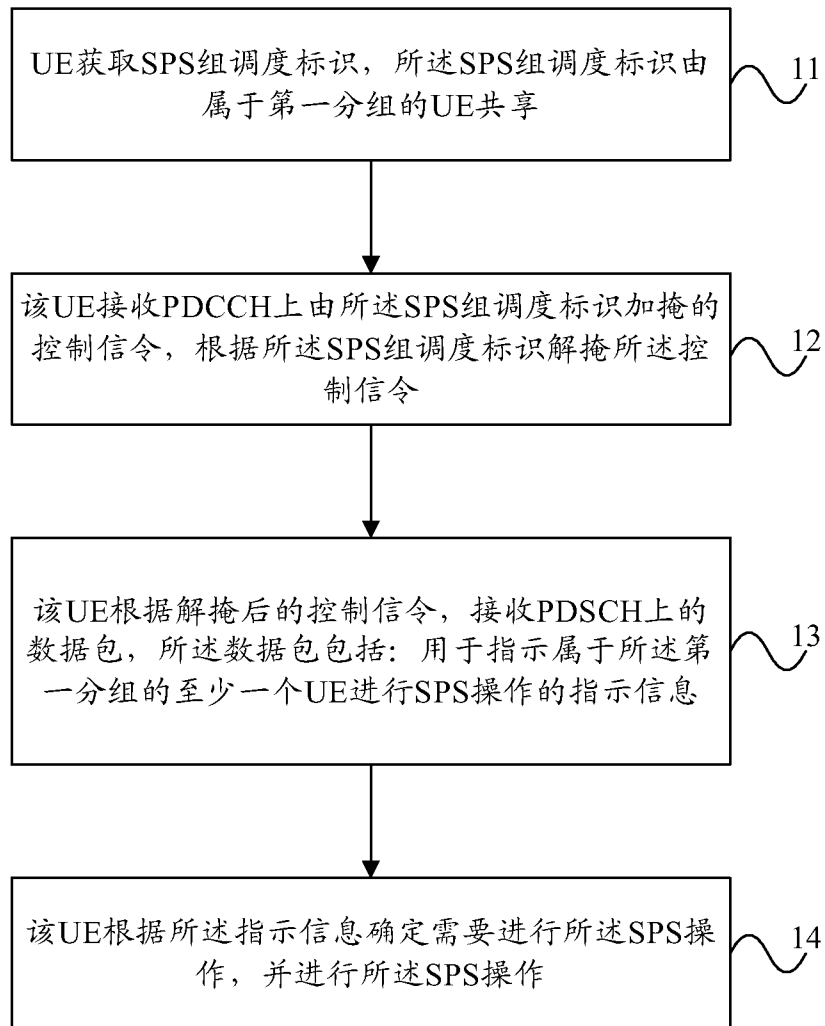 UE获取SPS组调度标识，所述SPS组调度标识由
属于第一分组的UE共享
11
该UE接收PDCCH上由所述SPS组调度标识加掩的
控制信令，根据所述SPS组调度标识解掩所述控
制信令
12
该UE根据解掩后的控制信令，接收PDSCH上的
数据包，所述数据包包括：用于指示属于所述第
一分组的至少一个UE进行SPS操作的指示信息
13
该UE根据所述指示信息确定需要进行所述SPS操
作，并进行所述SPS操作
14